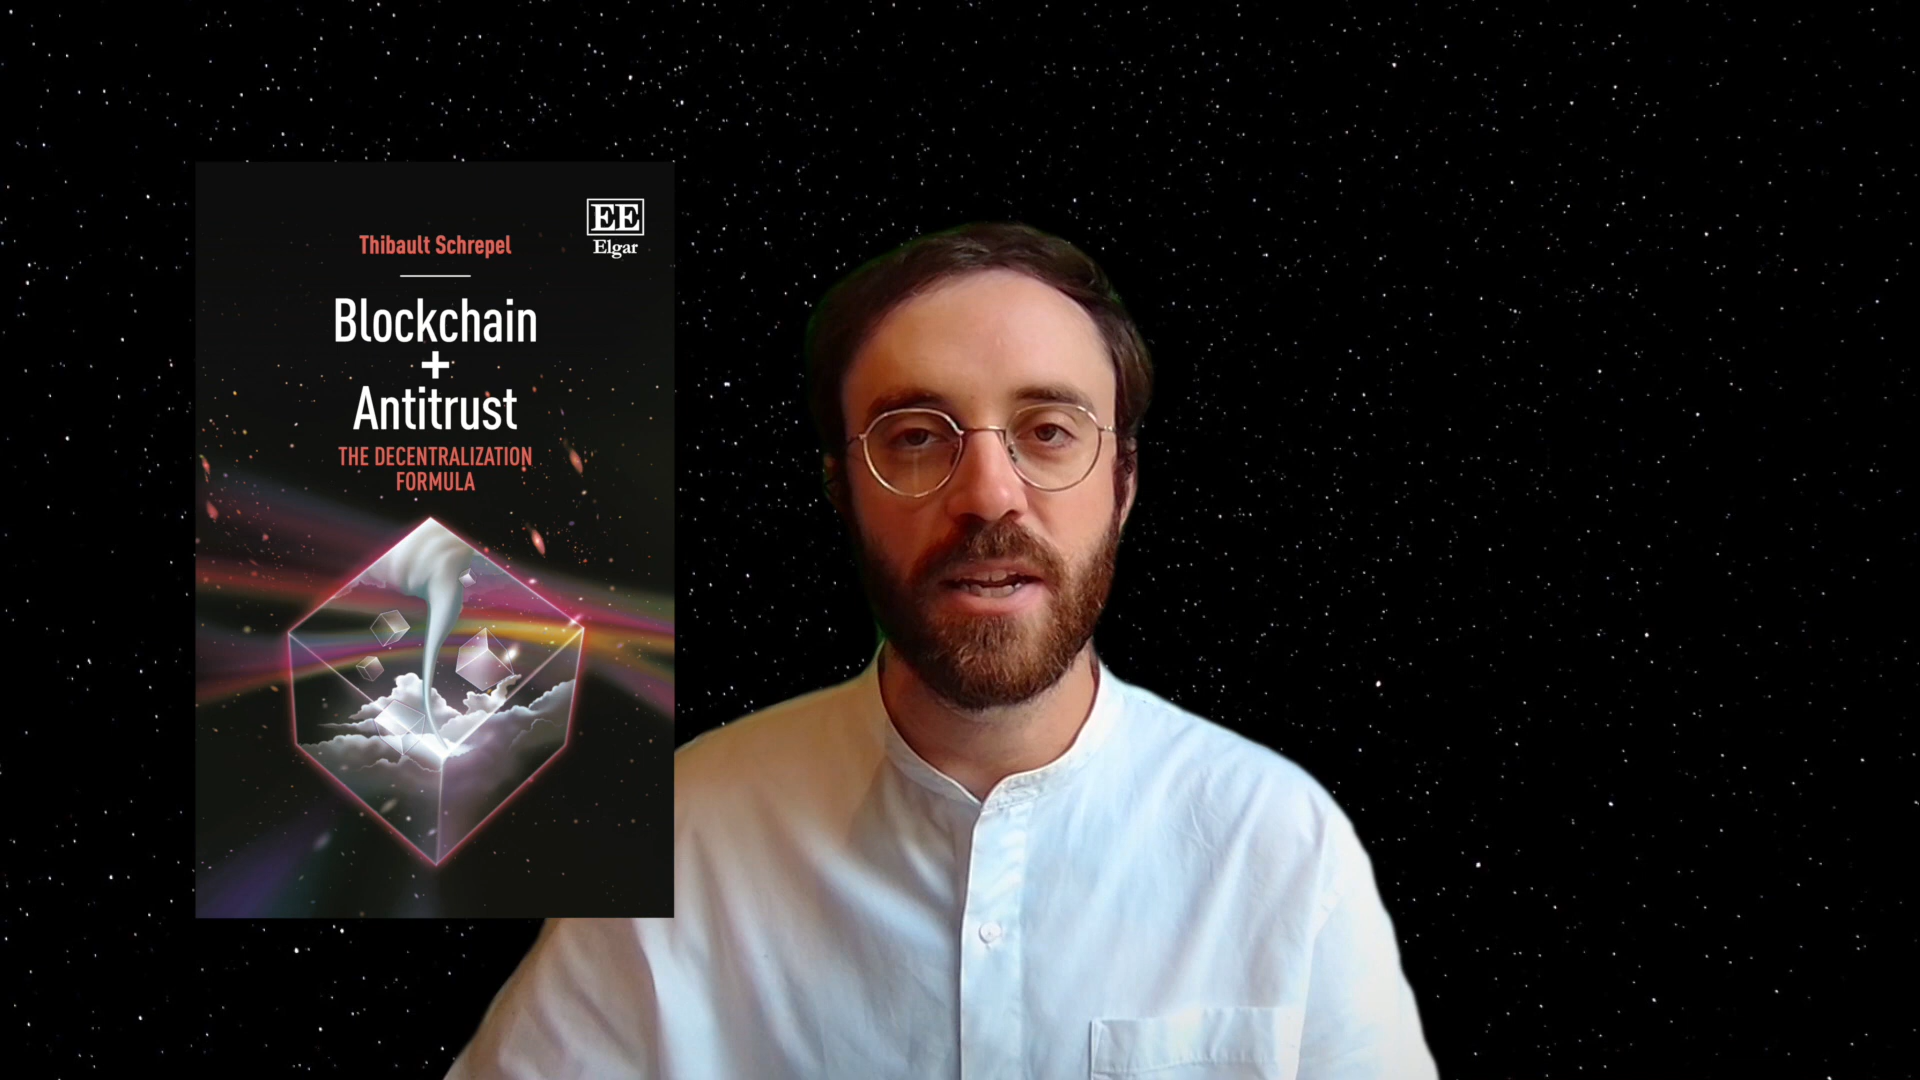 EE
Elgar
Thibault Schrepel
Blockchain
+
Antitrust
THE DECENTRALIZATION
FORMULA